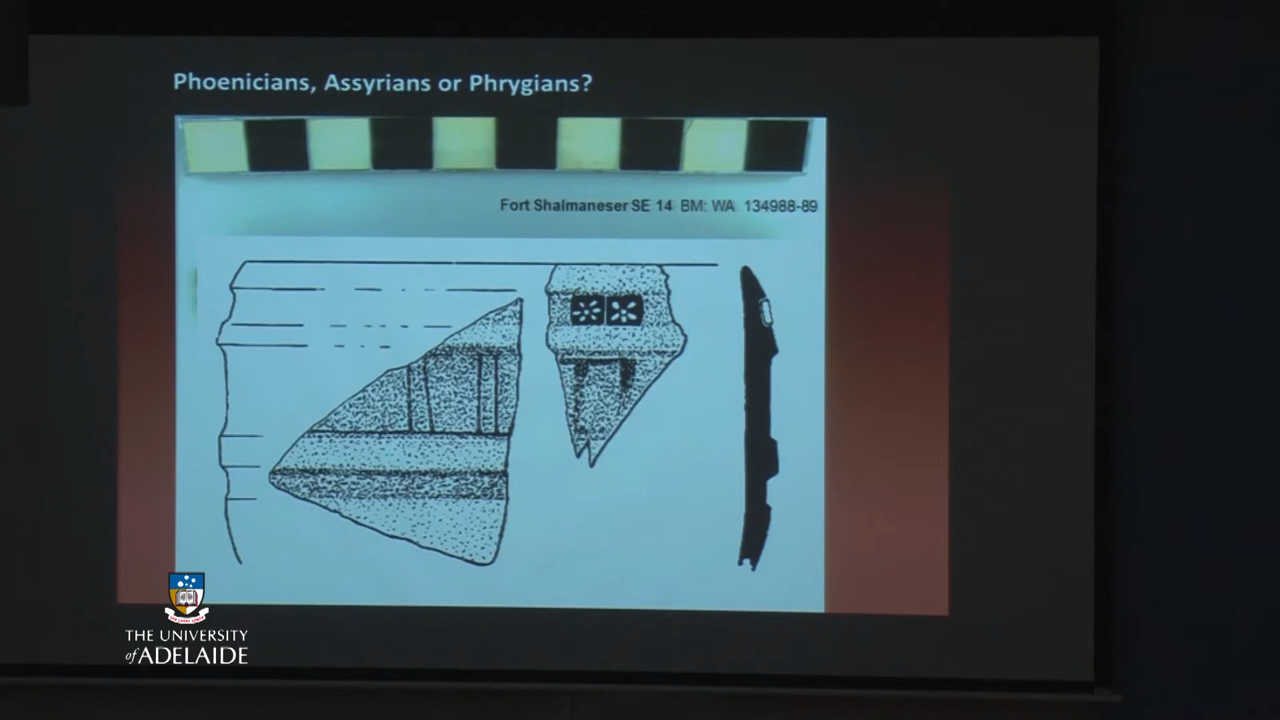 Phoenicians, Assyrians or Phrygians?
Fort Shalmaneser SE 14 BM: WA 134988-89
THE UNIVERSITY
of ADELAIDE